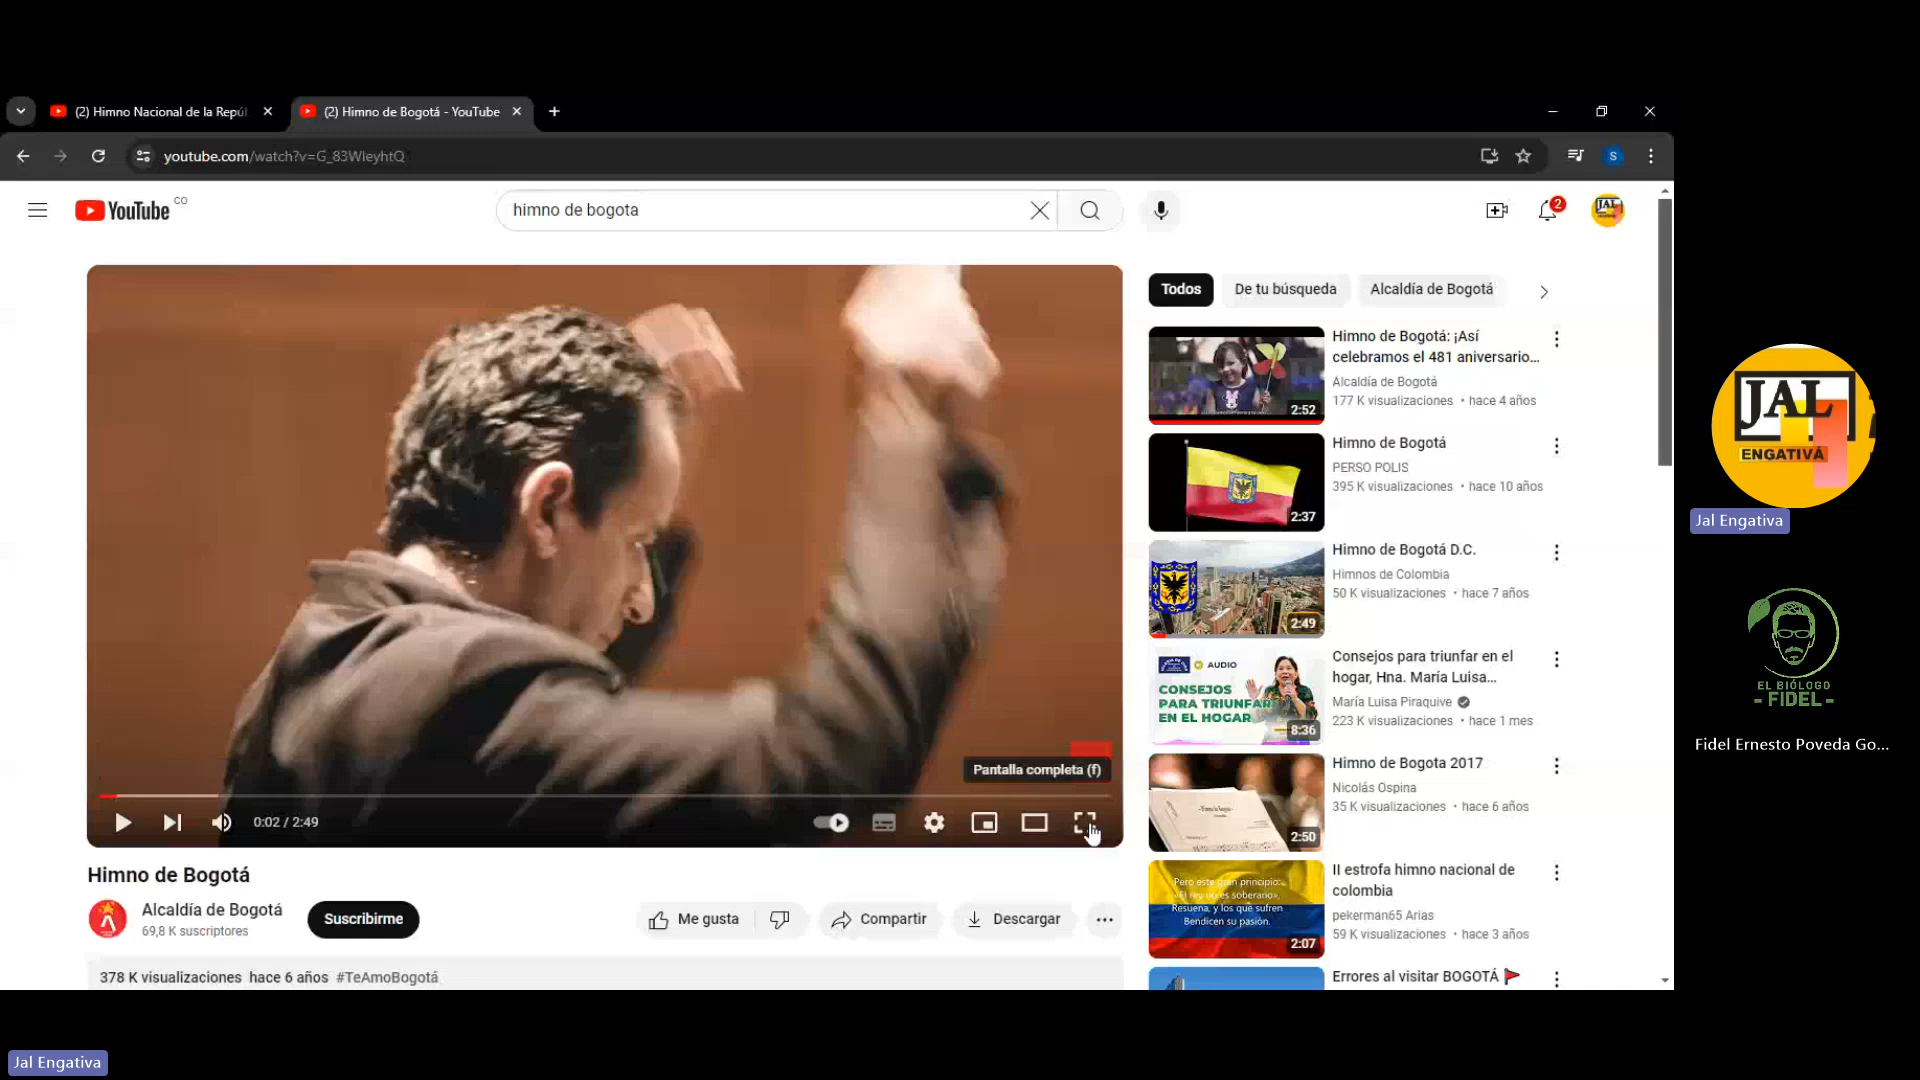 (2) Himno Nacional de la Repúl
(2) Himno de Bogotá - YouTube
youtube.com/watch?v=G_83WIeyhtQ
S
YouTube CO
himno de bogota
2
JAL
Todos
De tu búsqueda
Alcaldía de Bogotá
Himno de Bogotá: ¡Así
celebramos el 481 aniversario...
Alcaldía de Bogotá
177 K visualizaciones • hace 4 años
2:52
Himno de Bogotá
PERSO POLIS
395 K visualizaciones • hace 10 años
2:37
Himno de Bogotá D.C.
Himnos de Colombia
50 K visualizaciones • hace 7 años
2:49
AUDIO
CONSEJOS
PARA TRIUNFAR
EN EL HOGAR
8:36
Consejos para triunfar en el
hogar, Hna. María Luisa...
María Luisa Piraquive
223 K visualizaciones • hace 1 mes
Himno de Bogota 2017
Nicolás Ospina
35 K visualizaciones • hace 6 años
2:50
Pero este gran principio:
Resuena, y los que sufren
Bendicen su pasión.
2:07
II estrofa himno nacional de
colombia
pekerman65 Arias
59 K visualizaciones • hace 3 años
Errores al visitar BOGOTÁ
Pantalla completa (f)
0:02 / 2:49
Himno de Bogotá
Alcaldía de Bogotá
69,8 K suscriptores
Suscribirme
Me gusta
Compartir
Descargar
378 K visualizaciones hace 6 años #TeAmoBogotá
JAL
ENGATIVÁ
Jal Engativa
EL BIÓLOGO
- FIDEL -
Fidel Ernesto Poveda Go...
Jal Engativa